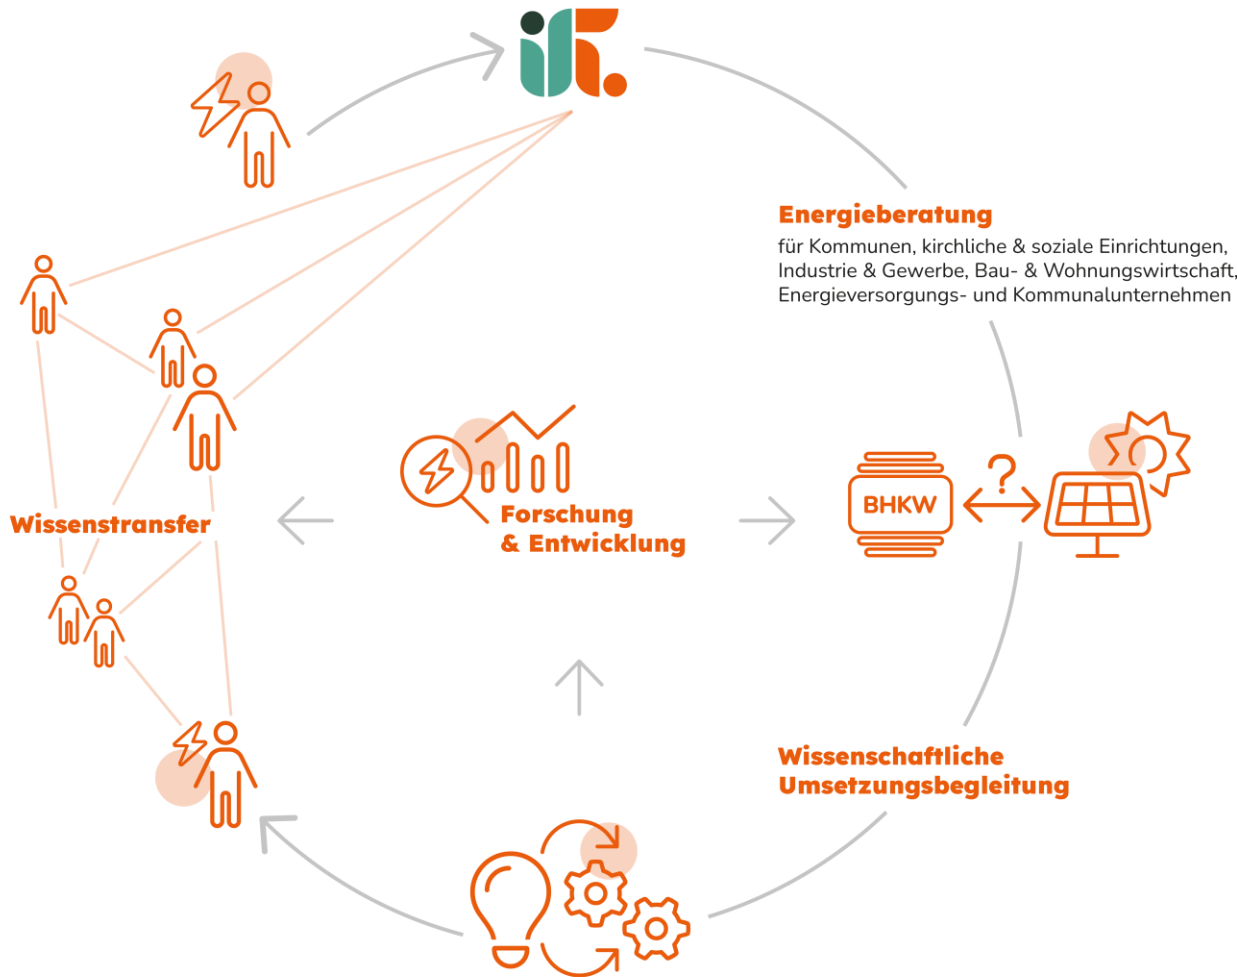 Energieberatung
für Kommunen, kirchliche & soziale Einrichtungen,
Industrie & Gewerbe, Bau- & Wohnungswirtschaft,
Energieversorgungs- und Kommunalunternehmen
BHKW
?
Forschung
& Entwicklung
Wissenstransfer
Wissenschaftliche
Umsetzungsbegleitung